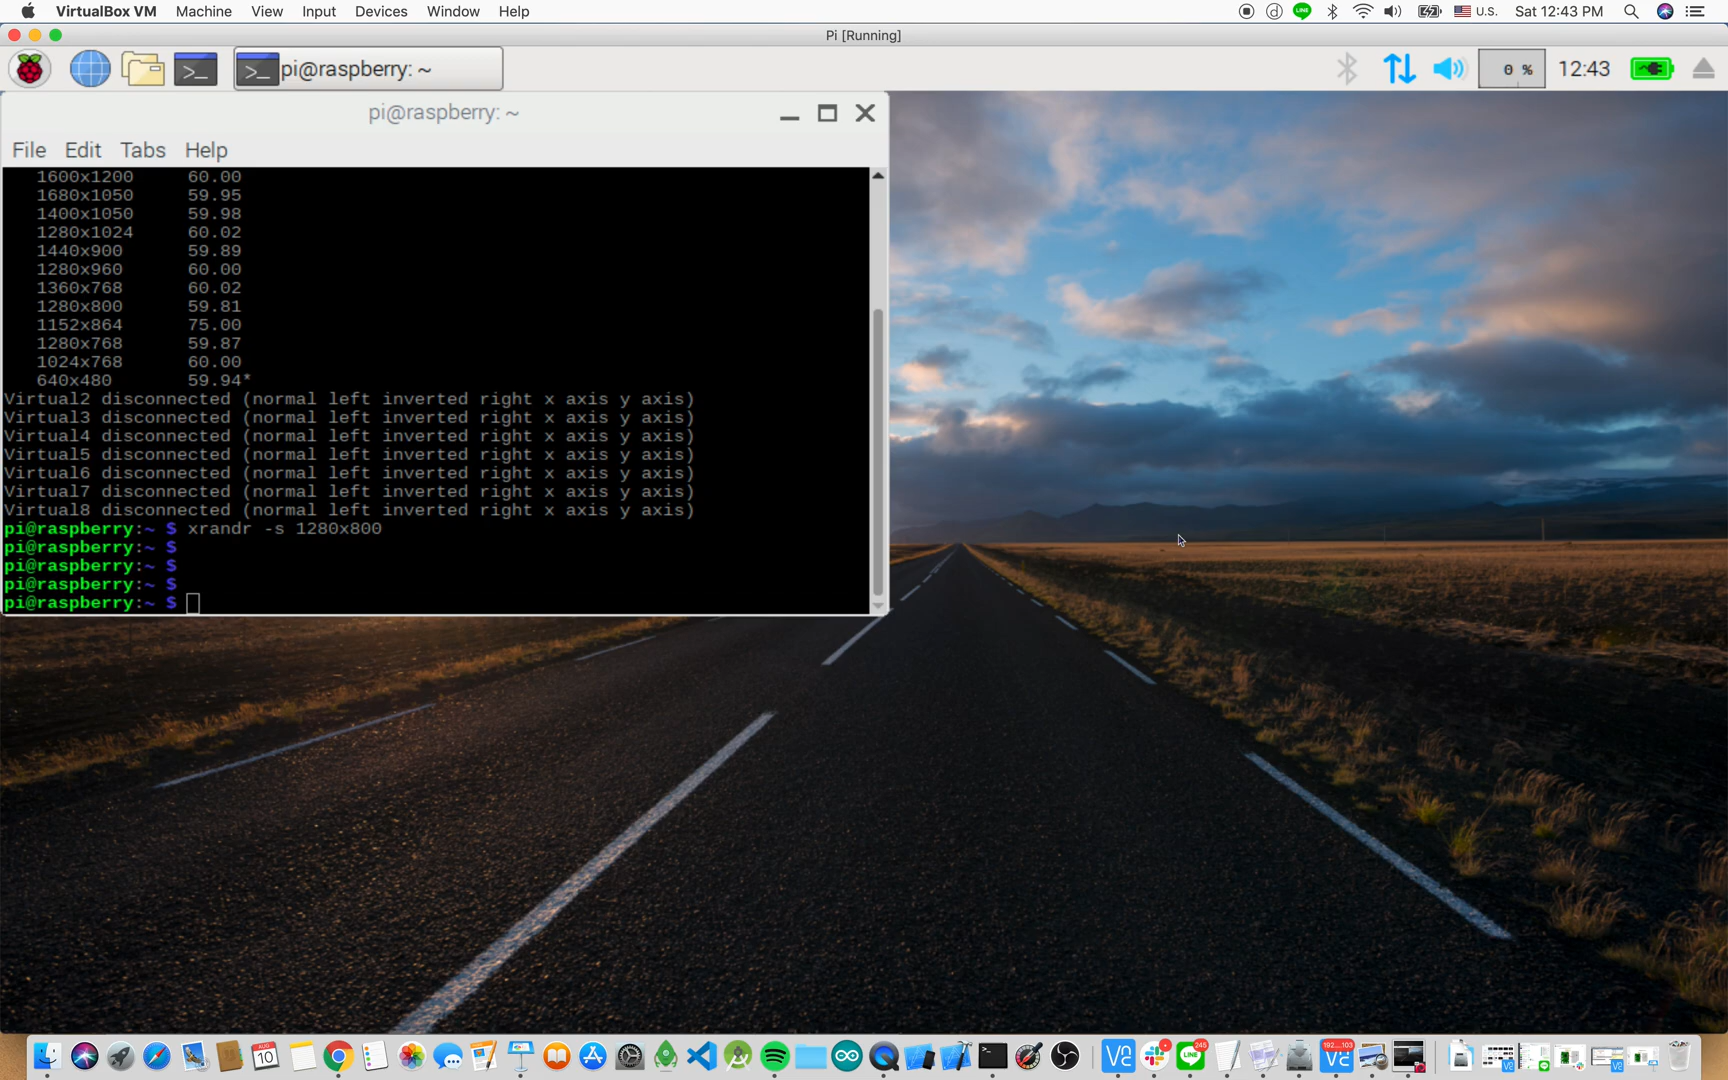 VirtualBox VM Machine View Input Devices Window Help U.S. Sat 12:43 PM
Pi [Running]
pi@raspberry: ~ 0 % 12:43
pi@raspberry: ~
File Edit Tabs Help
1600x1200 60.00
1680x1050 59.95
1400x1050 59.98
1280x1024 60.02
1440x900 59.89
1280x960 60.00
1360x768 60.02
1280x800 59.81
1152x864 75.00
1280x768 59.87
1024x768 60.00
640x480 59.94*
Virtual2 disconnected (normal left inverted right x axis y axis)
Virtual3 disconnected (normal left inverted right x axis y axis)
Virtual4 disconnected (normal left inverted right x axis y axis)
Virtual5 disconnected (normal left inverted right x axis y axis)
Virtual6 disconnected (normal left inverted right x axis y axis)
Virtual7 disconnected (normal left inverted right x axis y axis)
Virtual8 disconnected (normal left inverted right x axis y axis)
pi@raspberry:~ $ xrandr -s 1280x800
pi@raspberry:~ $
pi@raspberry:~ $
pi@raspberry:~ $
pi@raspberry:~ $
AUG
10
LINE
246
192....103